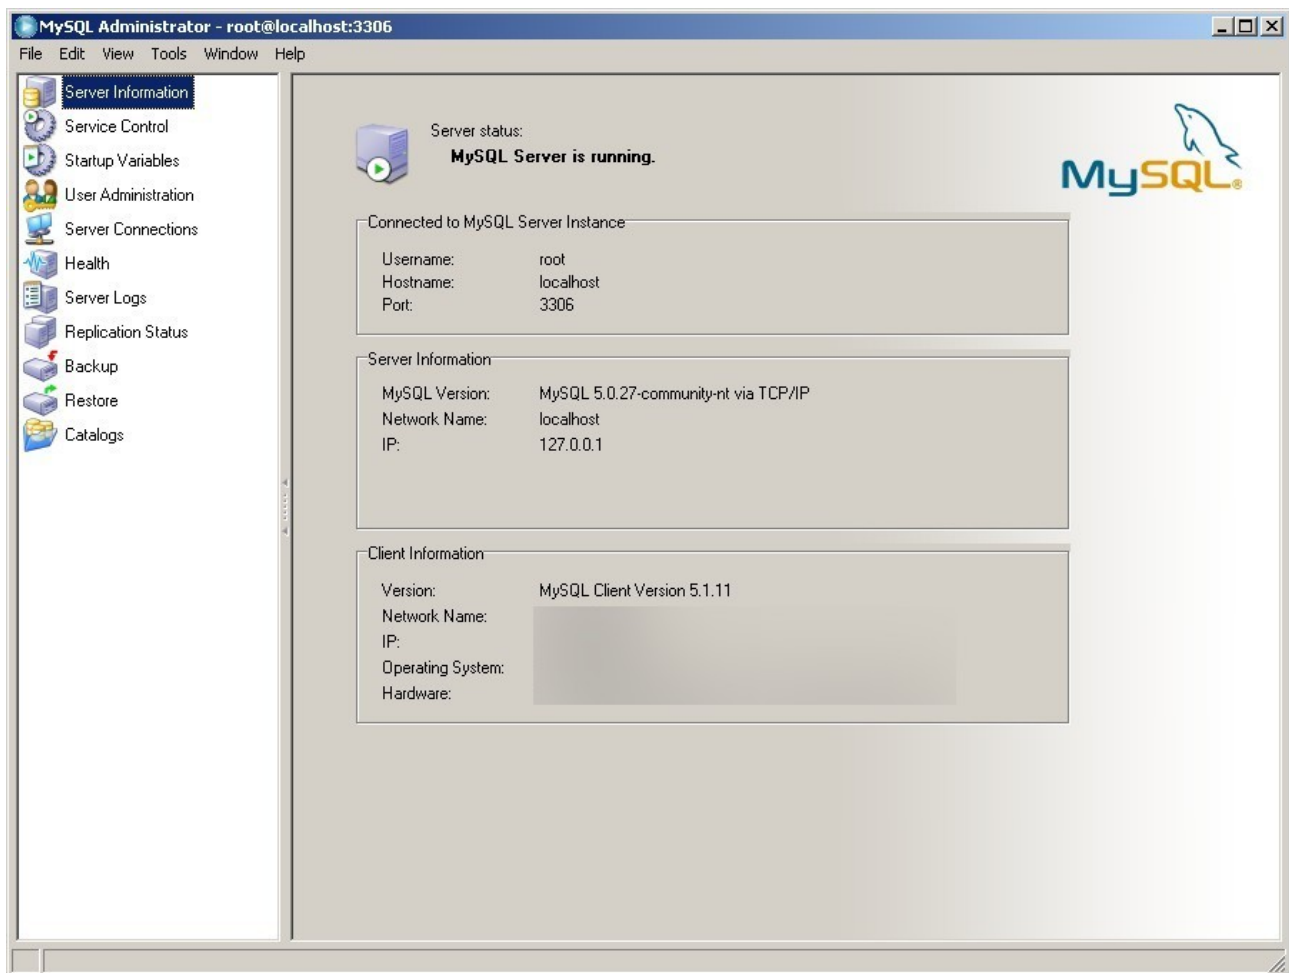 MySQL Administrator - root@localhost:3306
File Edit View Tools Window Help
Server Information
Service Control
Startup Variables
User Administration
Server Connections
Health
Server Logs
Replication Status
Backup
Restore
Catalogs
Server status:
MySQL Server is running.
MySQL®
Connected to MySQL Server Instance
Username: root
Hostname: localhost
Port: 3306
Server Information
MySQL Version: MySQL 5.0.27-community-nt via TCP/IP
Network Name: localhost
IP: 127.0.0.1
Client Information
Version: MySQL Client Version 5.1.11
Network Name:
IP:
Operating System:
Hardware: